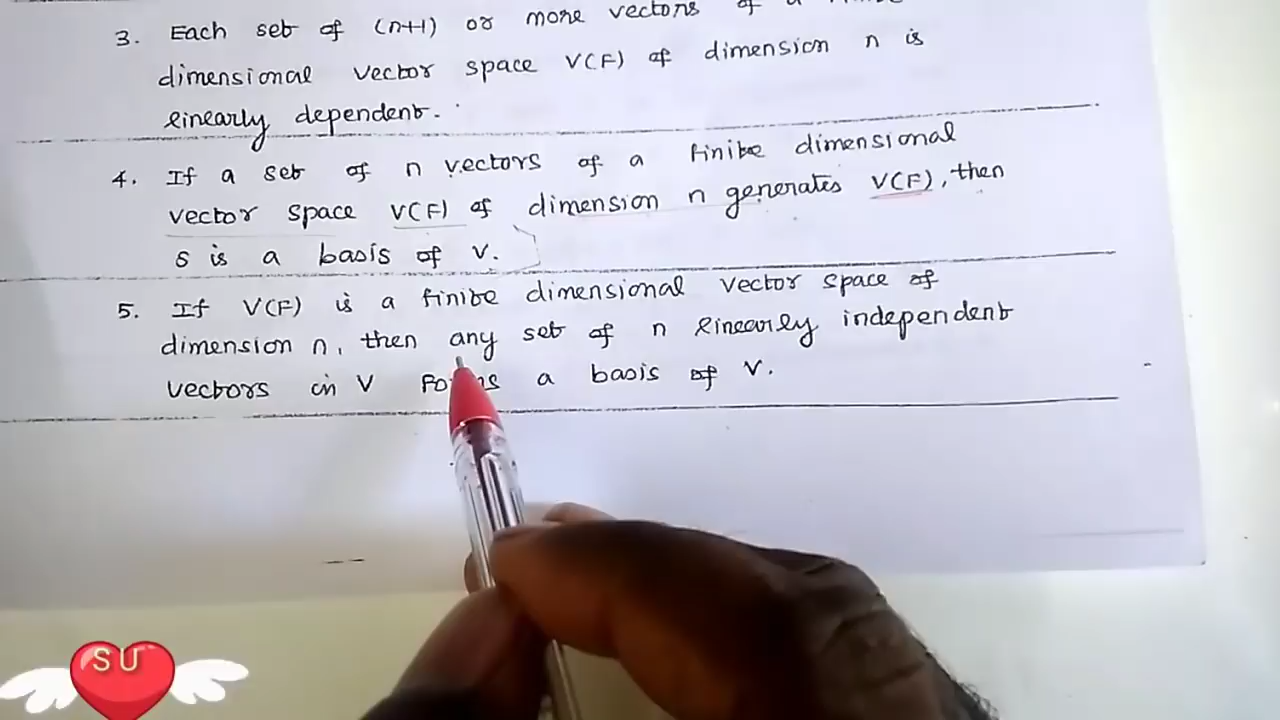 3. Each set of (n+1) or more vectors of a
dimensional vector space V(F) of dimension n is
linearly dependent.
4. If a set of n vectors of a finite dimensional
vector space V(F) of dimension n generates V(F), then
S is a basis of V.
5. If V(F) is a finite dimensional vector space of
dimension n, then any set of n linearly independent
vectors in V forms a basis of V.
SU